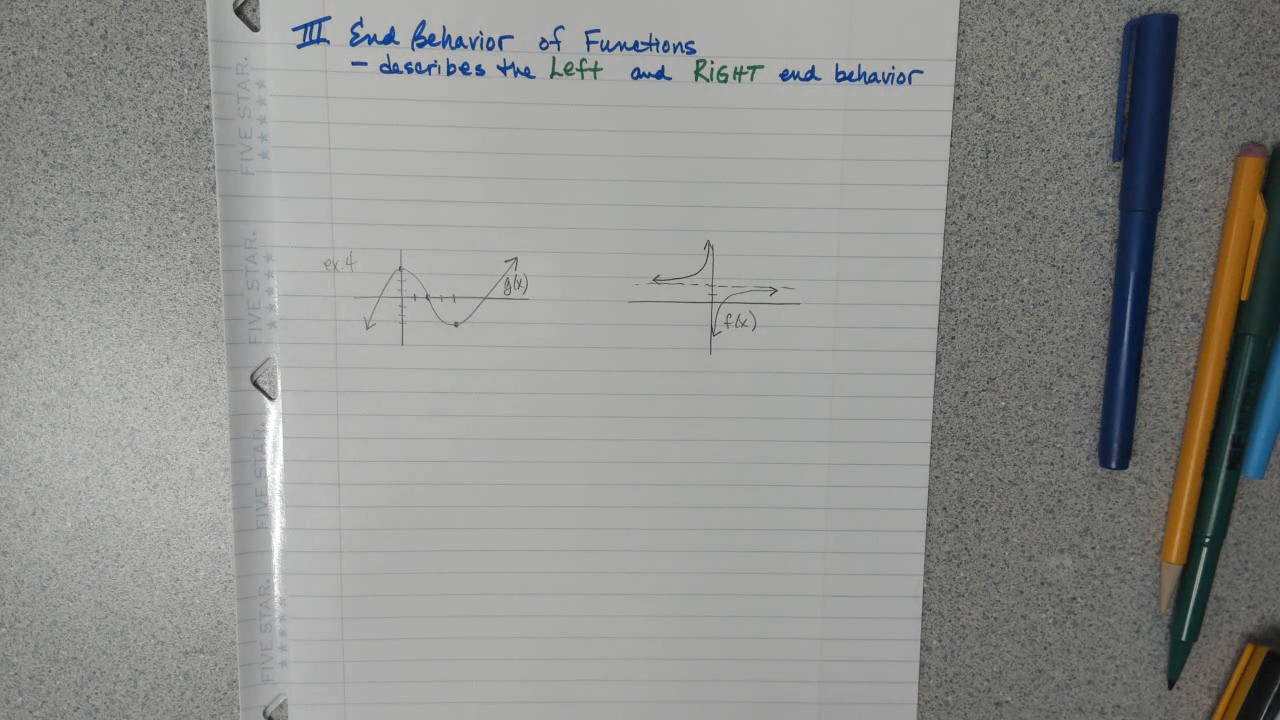 III End Behavior of Functions
- describes the Left and RiGHT end behavior
ex.4
g(x)
f(x)
FIVE STAR.
FIVE STAR.
FIVE STAR.
FIVE STAR.